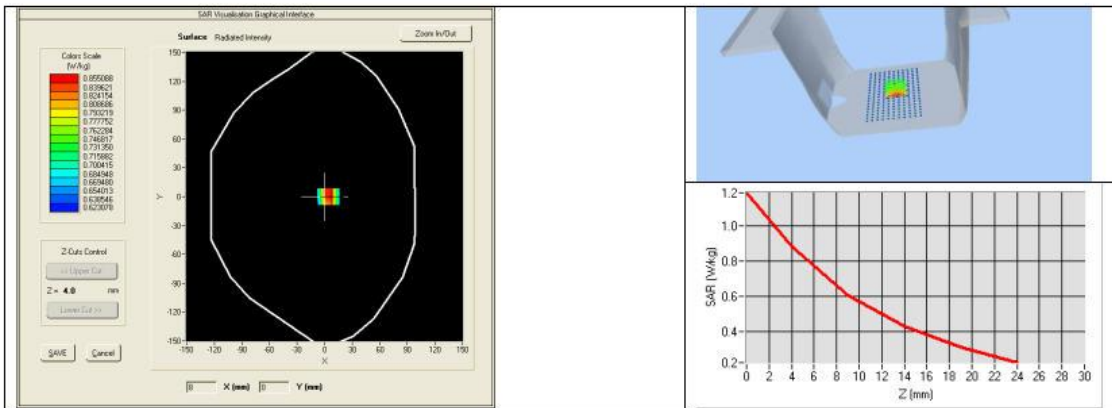 SAR Visualisation Graphical Interface
Surface Radiated Intensity
Zoom In/Out
Colors Scale
(W/kg)
0.855088
0.839621
0.824154
0.808686
0.793219
0.777752
0.762284
0.746817
0.731350
0.715882
0.700415
0.684948
0.669480
0.654013
0.638546
0.623078
Z-Cuts Control
<< Upper Cut
Z = 4.0 mm
Lower Cut >>
SAVE Cancel
150
120
90
60
30
0
-30
-60
-90
-120
-150
Y
-150 -120 -90 -60 -30 0 30 60 90 120 150
X
0 X (mm) 0 Y (mm)
1.2
1.0
0.8
0.6
0.4
0.2
SAR (W/kg)
0 2 4 6 8 10 12 14 16 18 20 22 24 26 28 30
Z (mm)